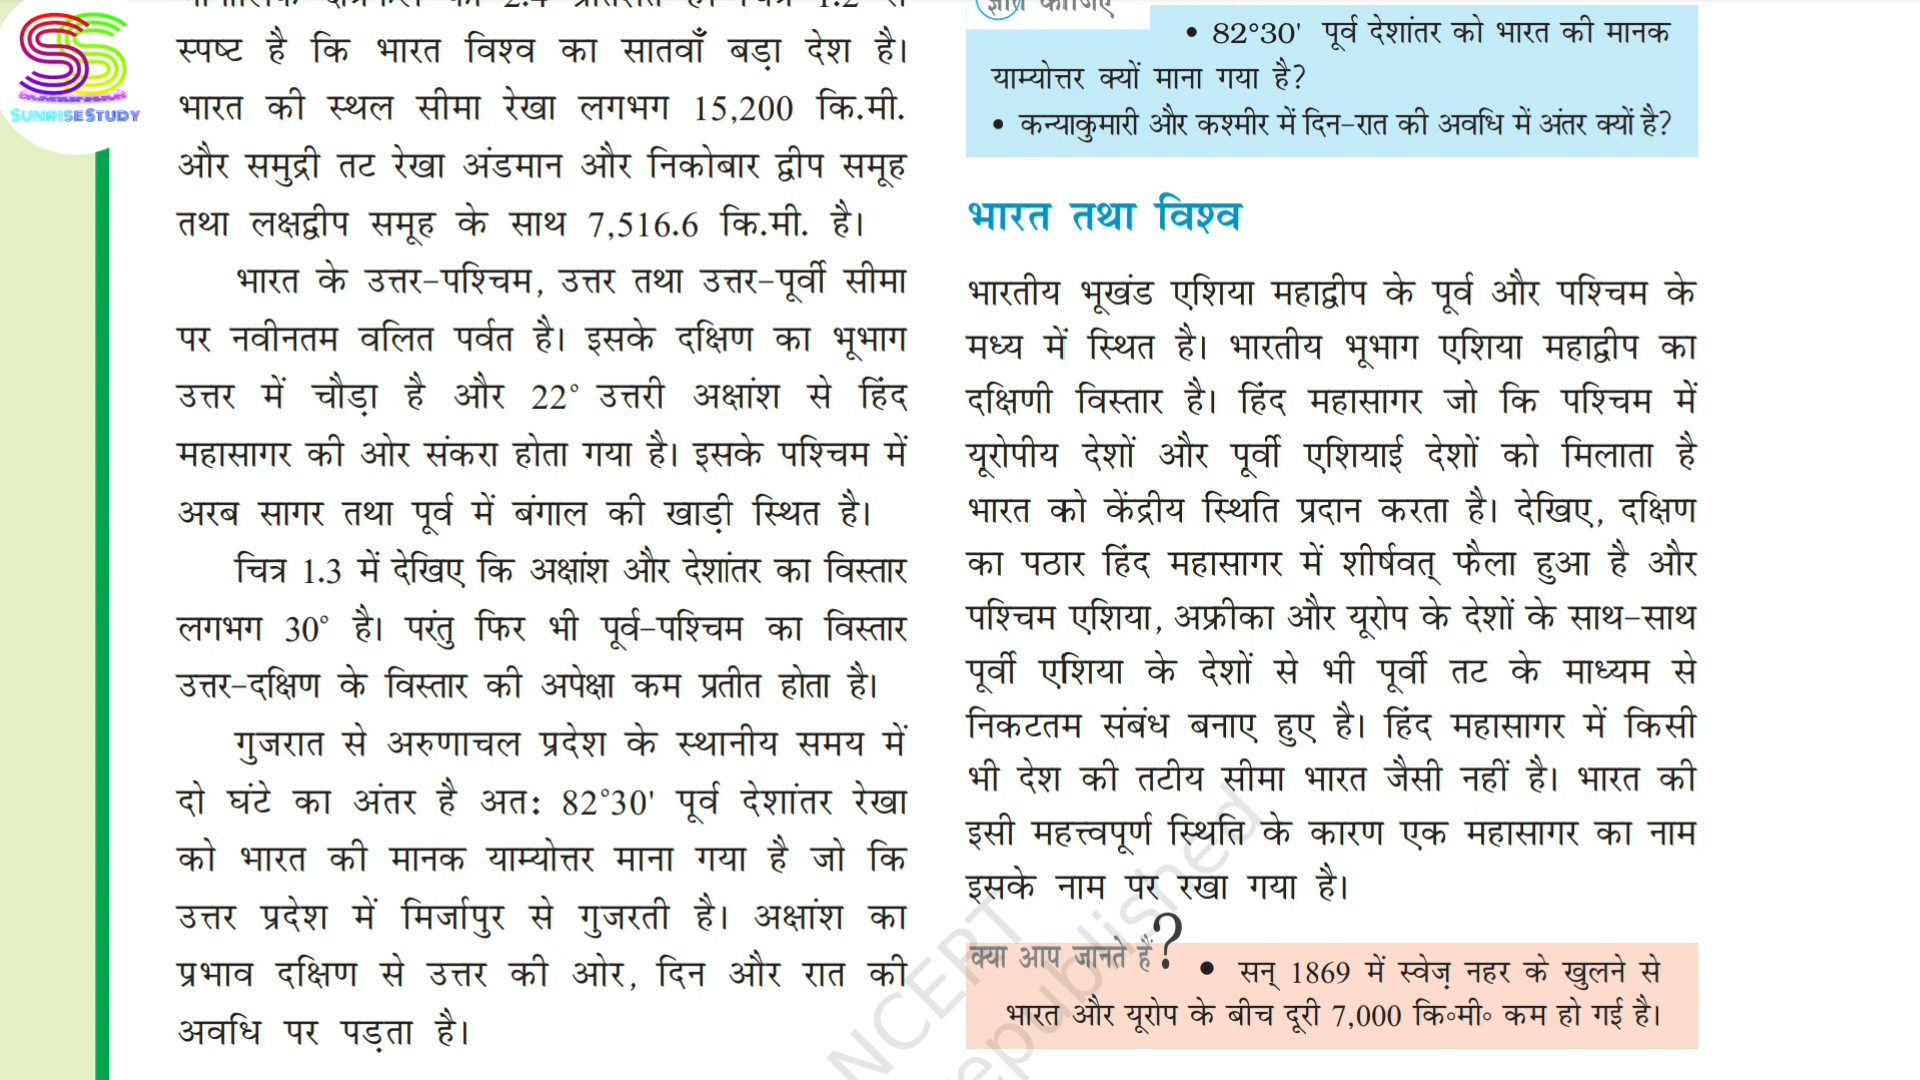 SUNRISESTUDY
स्पष्ट है कि भारत विश्व का सातवाँ बड़ा देश है।
भारत की स्थल सीमा रेखा लगभग 15,200 कि.मी.
और समुद्री तट रेखा अंडमान और निकोबार द्वीप समूह
तथा लक्षद्वीप समूह के साथ 7,516.6 कि.मी. है।
भारत के उत्तर-पश्चिम, उत्तर तथा उत्तर-पूर्वी सीमा
पर नवीनतम वलित पर्वत है। इसके दक्षिण का भूभाग
उत्तर में चौड़ा है और 22° उत्तरी अक्षांश से हिंद
महासागर की ओर संकरा होता गया है। इसके पश्चिम में
अरब सागर तथा पूर्व में बंगाल की खाड़ी स्थित है।
चित्र 1.3 में देखिए कि अक्षांश और देशांतर का विस्तार
लगभग 30° है। परंतु फिर भी पूर्व-पश्चिम का विस्तार
उत्तर-दक्षिण के विस्तार की अपेक्षा कम प्रतीत होता है।
गुजरात से अरुणाचल प्रदेश के स्थानीय समय में
दो घंटे का अंतर है अतः 82°30' पूर्व देशांतर रेखा
को भारत की मानक याम्योत्तर माना गया है जो कि
उत्तर प्रदेश में मिर्जापुर से गुजरती है। अक्षांश का
प्रभाव दक्षिण से उत्तर की ओर, दिन और रात की
अवधि पर पड़ता है।
ज्ञात कीजिए
• 82°30' पूर्व देशांतर को भारत की मानक
याम्योत्तर क्यों माना गया है?
• कन्याकुमारी और कश्मीर में दिन-रात की अवधि में अंतर क्यों है?
भारत तथा विश्व
भारतीय भूखंड एशिया महाद्वीप के पूर्व और पश्चिम के
मध्य में स्थित है। भारतीय भूभाग एशिया महाद्वीप का
दक्षिणी विस्तार है। हिंद महासागर जो कि पश्चिम में
यूरोपीय देशों और पूर्वी एशियाई देशों को मिलाता है
भारत को केंद्रीय स्थिति प्रदान करता है। देखिए, दक्षिण
का पठार हिंद महासागर में शीर्षवत् फैला हुआ है और
पश्चिम एशिया, अफ्रीका और यूरोप के देशों के साथ-साथ
पूर्वी एशिया के देशों से भी पूर्वी तट के माध्यम से
निकटतम संबंध बनाए हुए है। हिंद महासागर में किसी
भी देश की तटीय सीमा भारत जैसी नहीं है। भारत की
इसी महत्त्वपूर्ण स्थिति के कारण एक महासागर का नाम
इसके नाम पर रखा गया है।
क्या आप जानते हैं?
• सन् 1869 में स्वेज़ नहर के खुलने से
भारत और यूरोप के बीच दूरी 7,000 कि॰मी॰ कम हो गई है।
NCERT
epublished